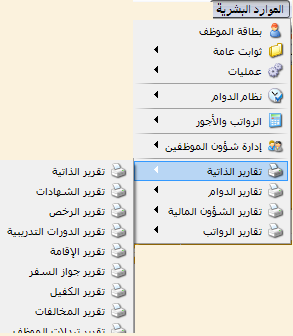 الموارد البشرية
بطاقة الموظف
ثوابت عامة
عمليات
نظام الدوام
الرواتب والأجور
إدارة شؤون الموظفين
تقارير الذاتية
تقارير الدوام
تقارير الشؤون المالية
تقارير الرواتب
تقرير الذاتية
تقرير الشهادات
تقرير الرخص
تقرير الدورات التدريبية
تقرير الإقامة
تقرير جواز السفر
تقرير الكفيل
تقرير المخالفات
تقرير تبدلات الموظف